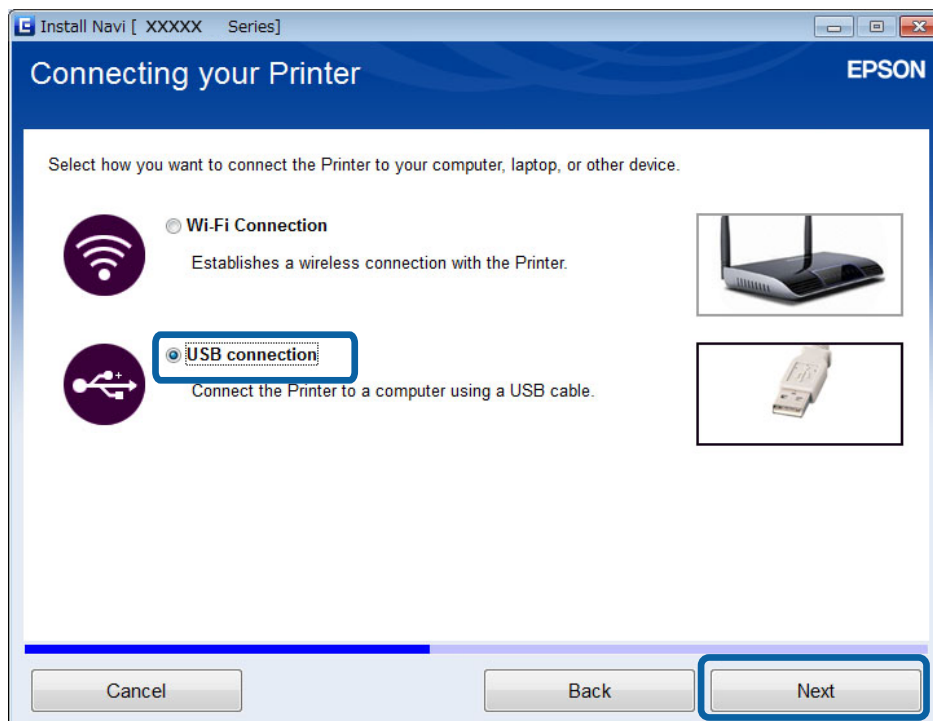 Install Navi [ XXXXX Series]
Connecting your Printer
EPSON
Select how you want to connect the Printer to your computer, laptop, or other device.
Wi-Fi Connection
Establishes a wireless connection with the Printer.
USB connection
Connect the Printer to a computer using a USB cable.
Cancel
Back
Next